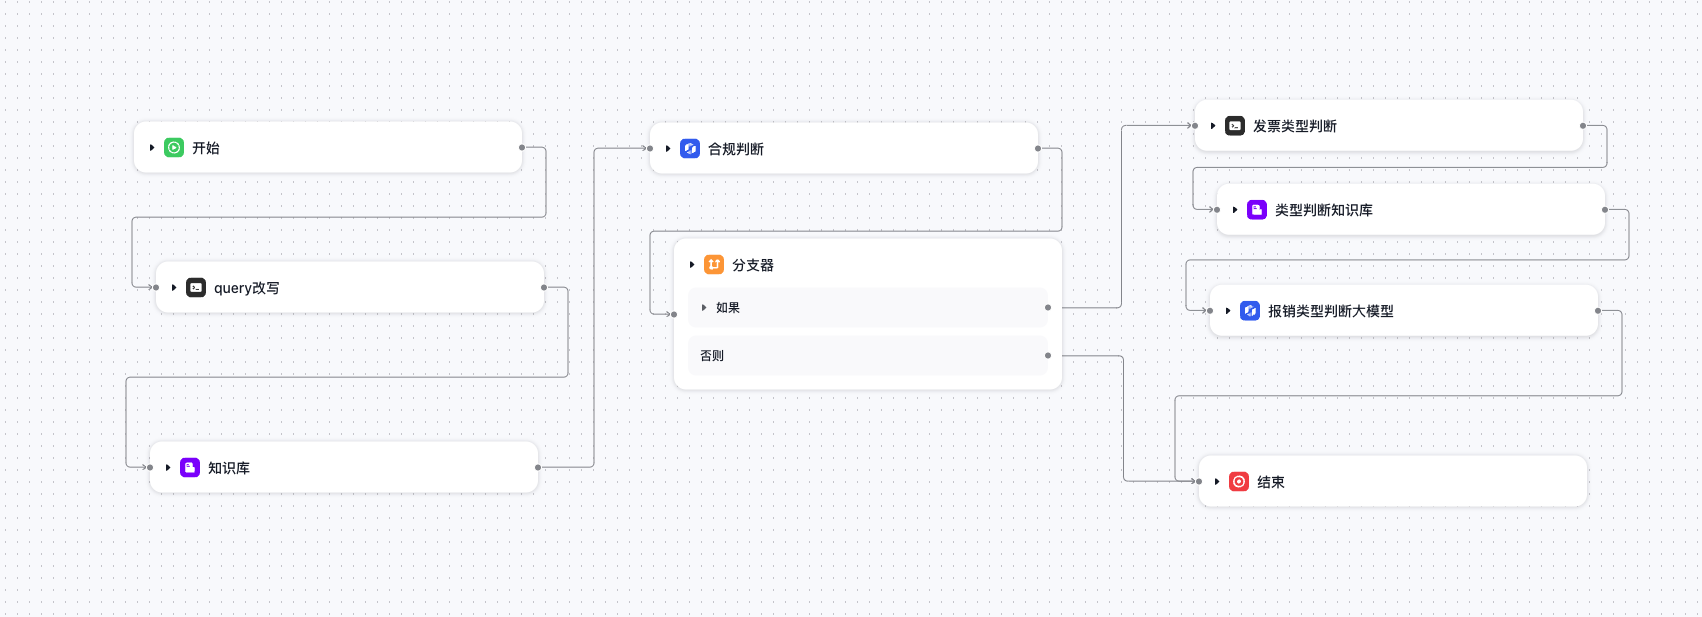 开始
query改写
知识库
合规判断
分支器
如果
否则
发票类型判断
类型判断知识库
报销类型判断大模型
结束